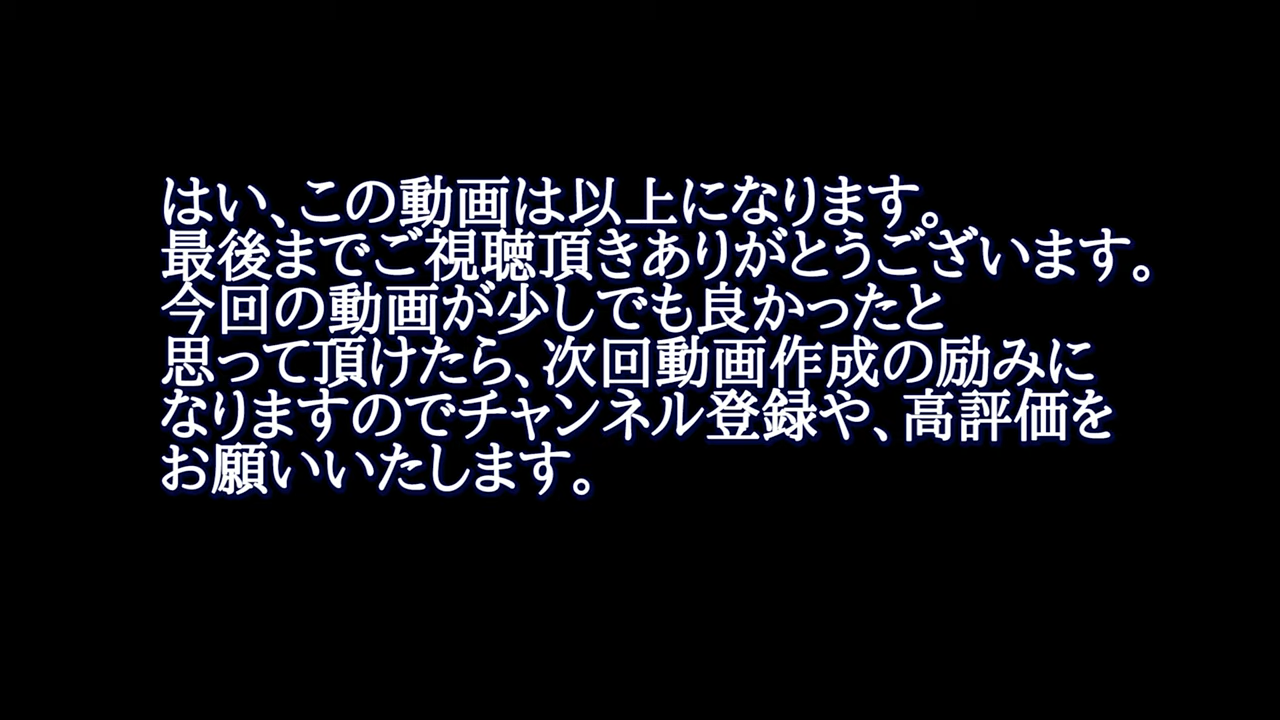 はい、この動画は以上になります。
最後までご視聴頂きありがとうございます。
今回の動画が少しでも良かったと
思って頂けたら、次回動画作成の励みに
なりますのでチャンネル登録や、高評価を
お願いいたします。